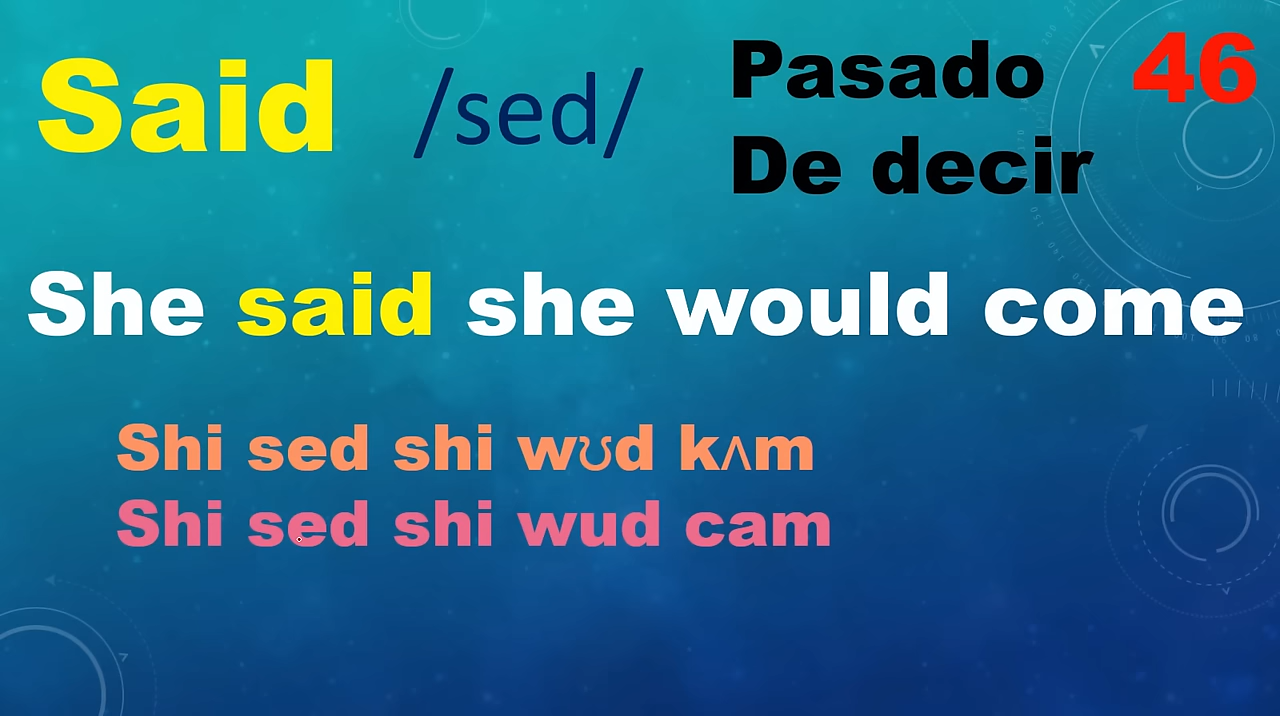 Said /sed/ Pasado 46
De decir
She said she would come
Shi sed shi wʊd kʌm
Shi sed shi wud cam